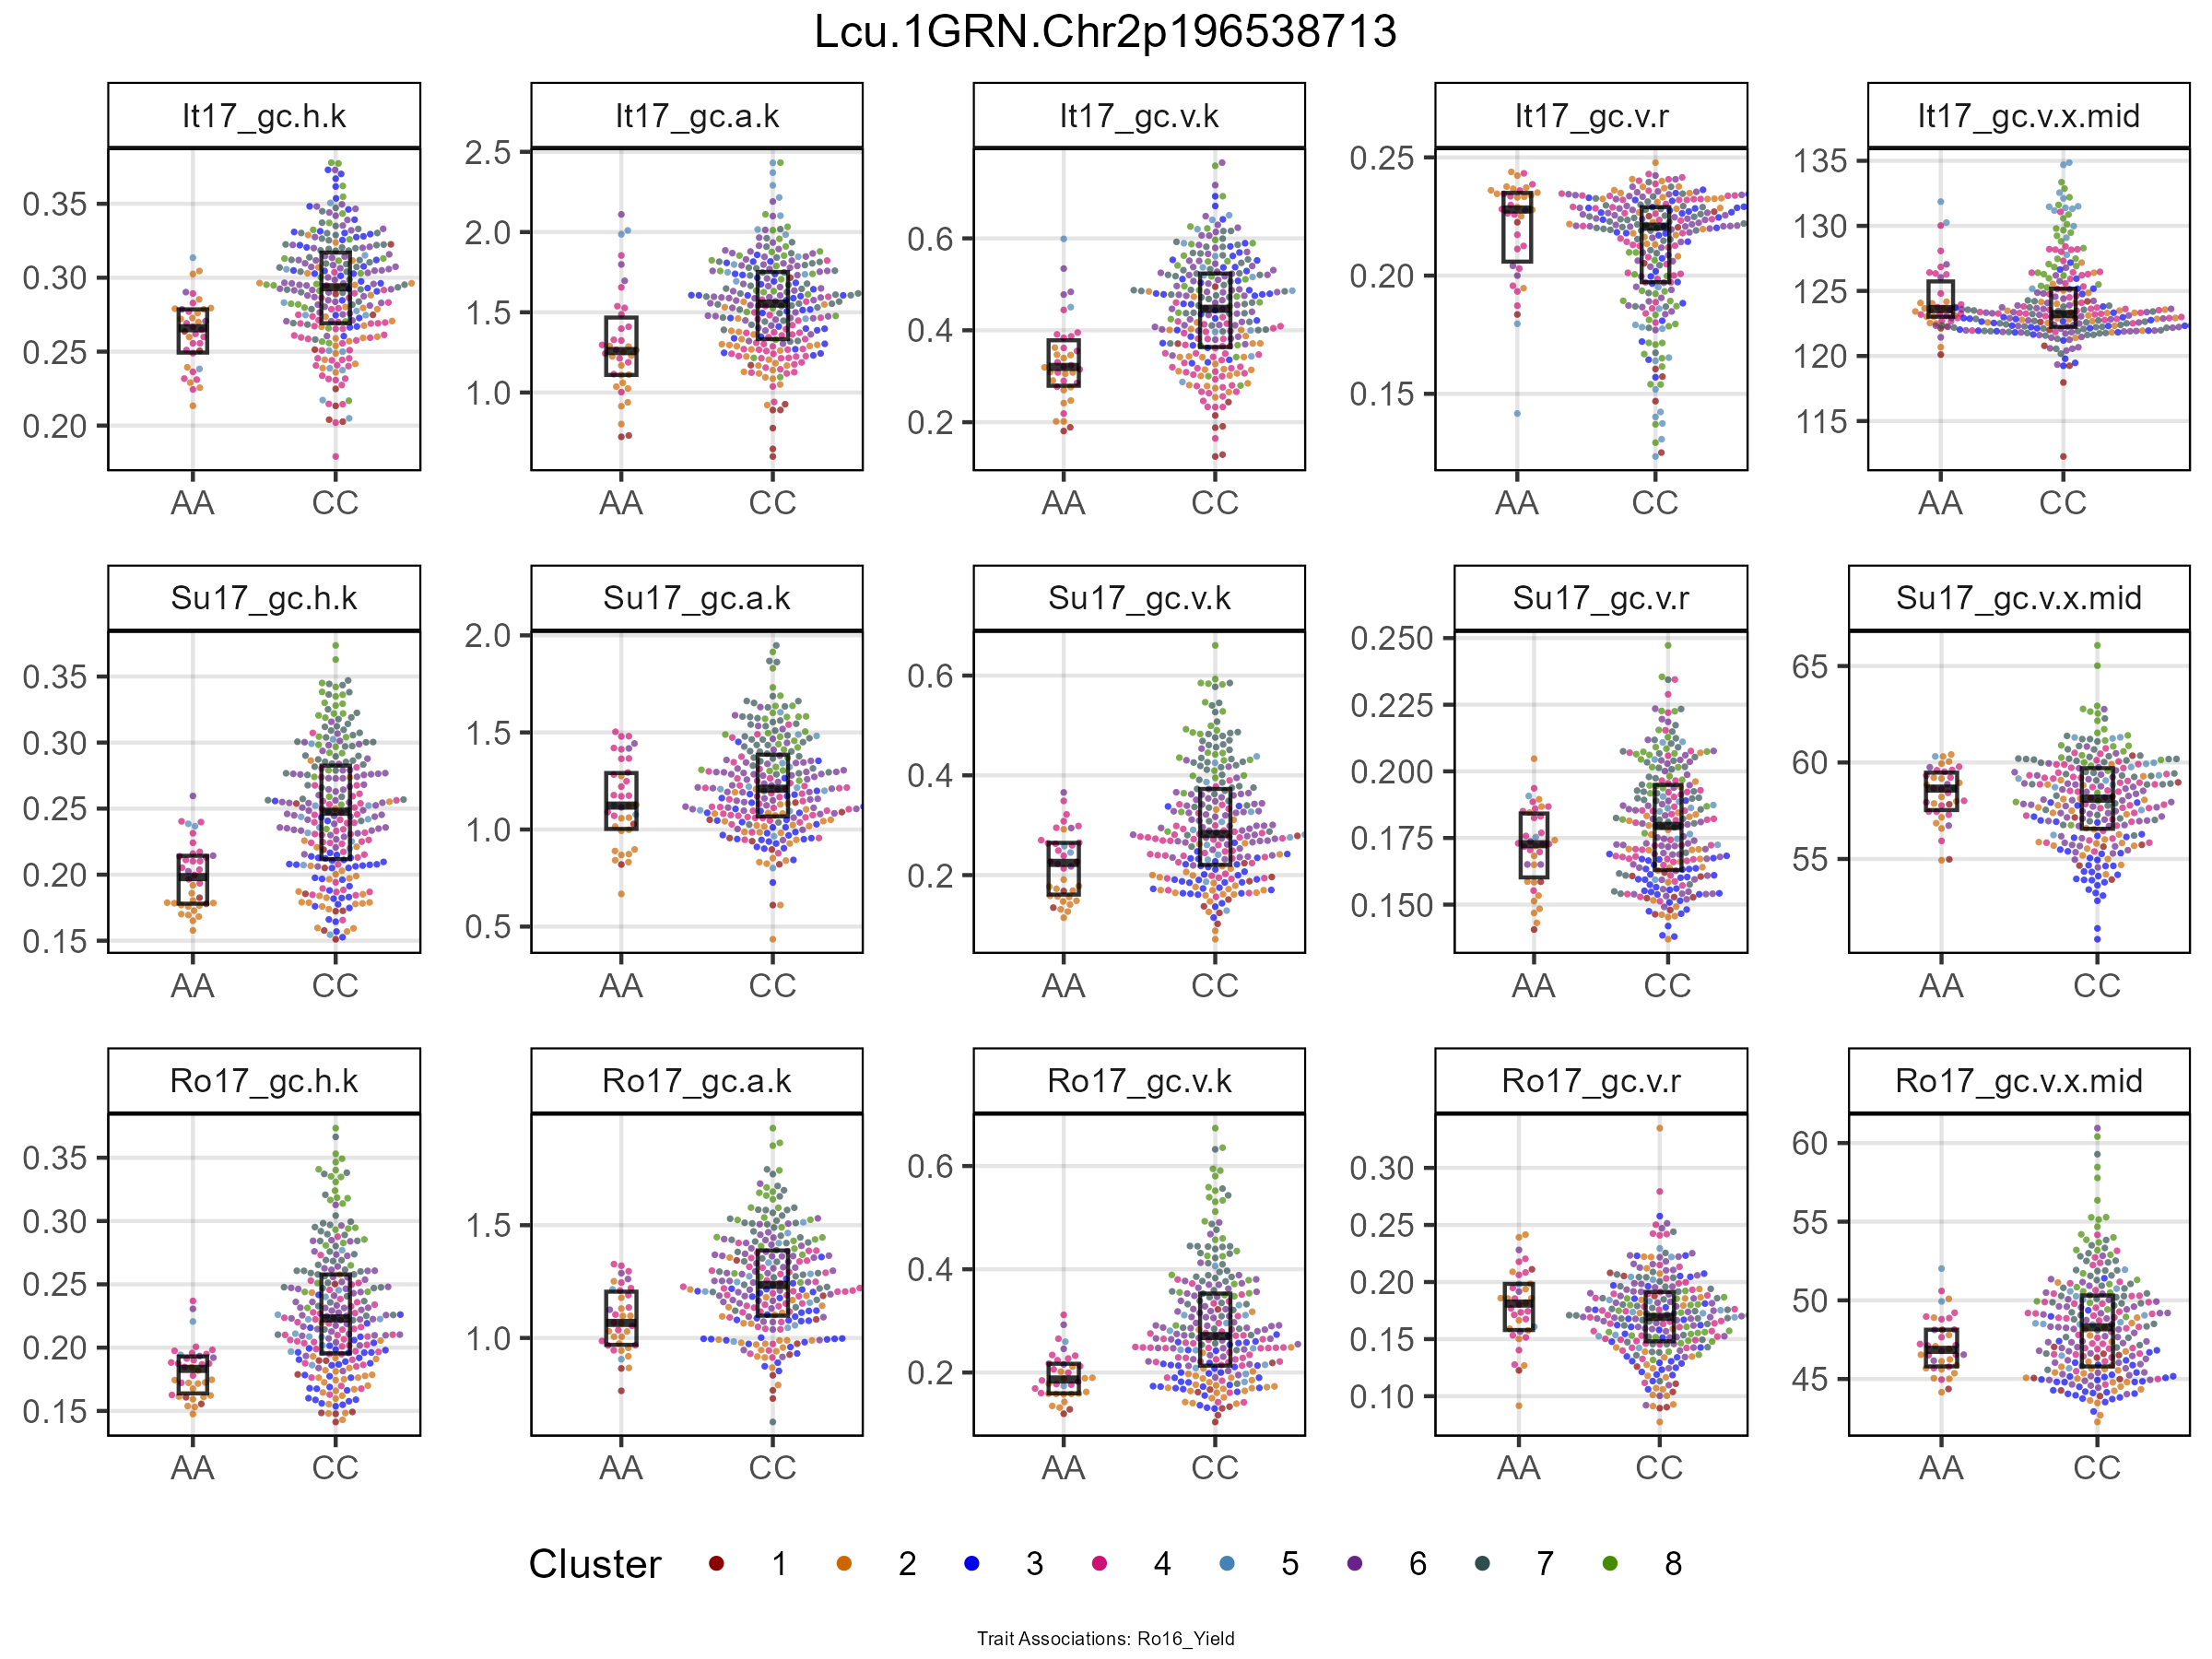 Lcu.1GRN.Chr2p196538713
It17_gc.h.k It17_gc.a.k It17_gc.v.k It17_gc.v.r It17_gc.v.x.mid
0.35 0.30 0.25 0.20
2.5 2.0 1.5 1.0
0.6 0.4 0.2
0.25 0.20 0.15
135 130 125 120 115
AA CC AA CC AA CC AA CC AA CC
Su17_gc.h.k Su17_gc.a.k Su17_gc.v.k Su17_gc.v.r Su17_gc.v.x.mid
0.35 0.30 0.25 0.20 0.15
2.0 1.5 1.0 0.5
0.6 0.4 0.2
0.250 0.225 0.200 0.175 0.150
65 60 55
AA CC AA CC AA CC AA CC AA CC
Ro17_gc.h.k Ro17_gc.a.k Ro17_gc.v.k Ro17_gc.v.r Ro17_gc.v.x.mid
0.35 0.30 0.25 0.20 0.15
1.5 1.0
0.6 0.4 0.2
0.30 0.25 0.20 0.15 0.10
60 55 50 45
AA CC AA CC AA CC AA CC AA CC
Cluster 1 2 3 4 5 6 7 8
Trait Associations: Ro16_Yield